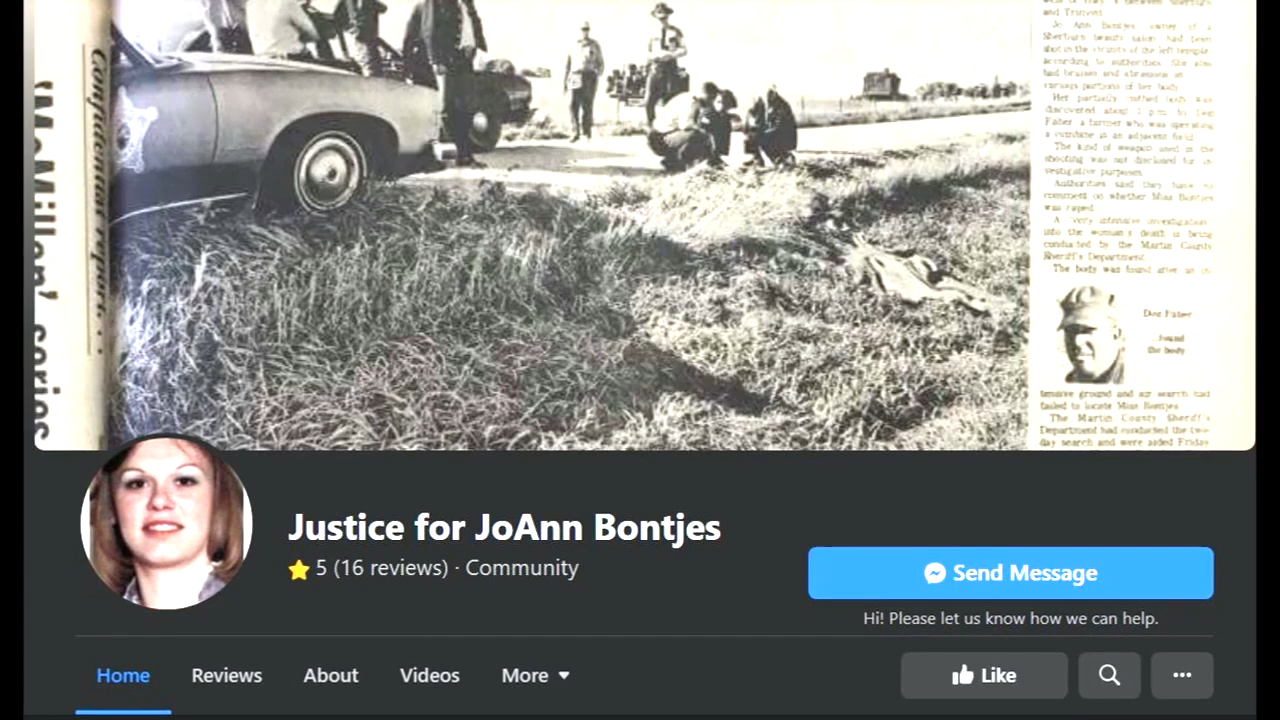 Confidential reports . . .
and Trimont.
Jo Ann Bontjes, owner of a
Sherburn beauty salon, had been
shot in the vicinity of the left temple,
according to authorities. She also
had bruises and abrasions on
various portions of her body.
Her partially clothed body was
discovered about 1 p.m. by Don
Faber, a farmer who was operating
a combine in an adjacent field.
The kind of weapon used in the
shooting was not disclosed for in-
vestigative purposes.
Authorities said they have no
comment on whether Miss Bontjes
was raped.
A very intensive investigation
into the woman's death is being
conducted by the Martin County
Sheriff's Department.
The body was found after an in-
Don Faber
...found
the body
tensive ground and air search had
failed to locate Miss Bontjes.
The Martin County Sheriff's
Department had conducted the two-
day search and were aided Friday
Justice for JoAnn Bontjes
5 (16 reviews) · Community
Send Message
Hi! Please let us know how we can help.
Home Reviews About Videos More
Like